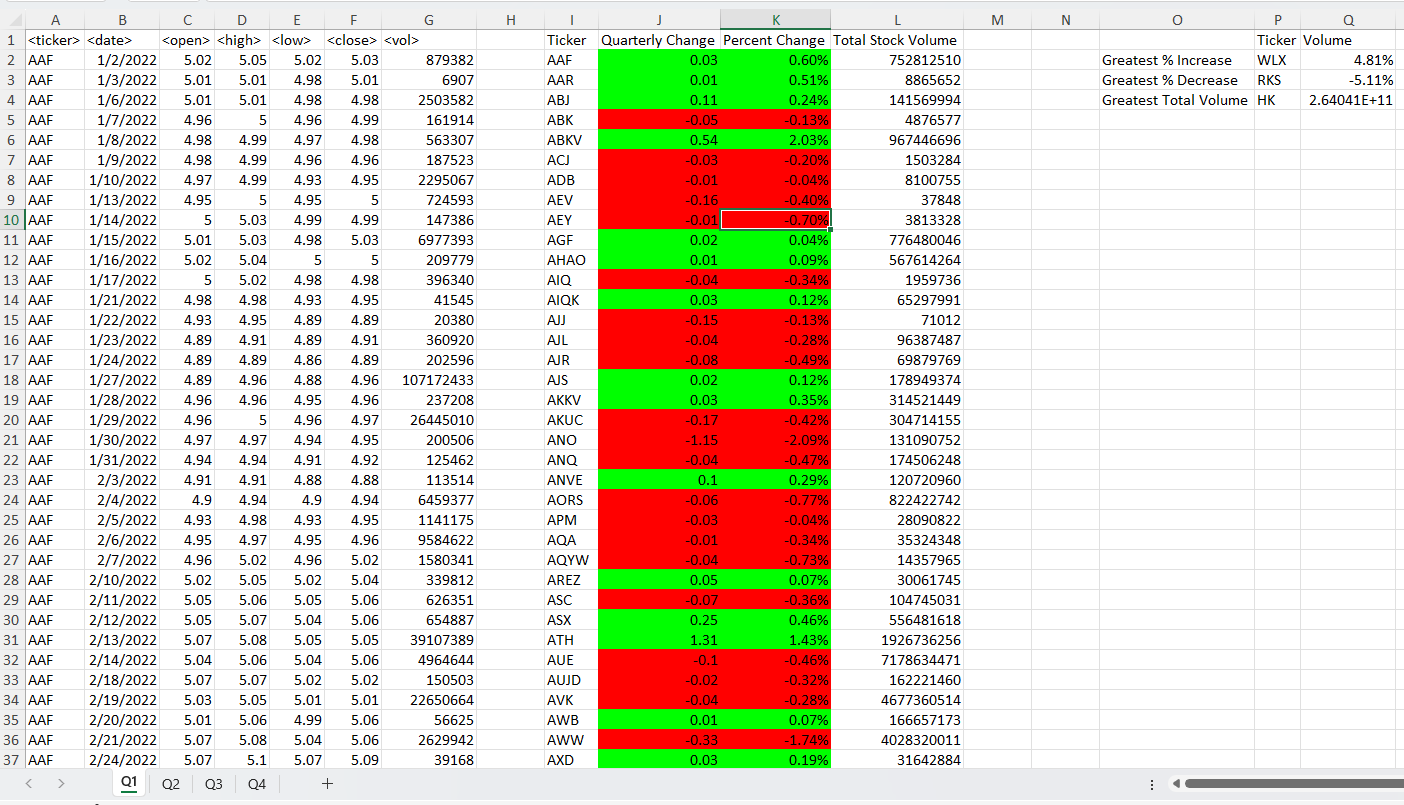 A B C D E F G H I J K L M N O P Q
1 <ticker> <date> <open> <high> <low> <close> <vol> Ticker Quarterly Change Percent Change Total Stock Volume Ticker Volume
2 AAF 1/2/2022 5.02 5.05 5.02 5.03 879382 AAF 0.03 0.60% 752812510 Greatest % Increase WLX 4.81%
3 AAF 1/3/2022 5.01 5.01 4.98 5.01 6907 AAR 0.01 0.51% 8865652 Greatest % Decrease RKS -5.11%
4 AAF 1/6/2022 5.01 5.01 4.98 4.98 2503582 ABJ 0.11 0.24% 141569994 Greatest Total Volume HK 2.64041E+11
5 AAF 1/7/2022 4.96 5 4.96 4.99 161914 ABK -0.05 -0.13% 4876577
6 AAF 1/8/2022 4.98 4.99 4.97 4.98 563307 ABKV 0.54 2.03% 967446696
7 AAF 1/9/2022 4.98 4.99 4.96 4.96 187523 ACJ -0.03 -0.20% 1503284
8 AAF 1/10/2022 4.97 4.99 4.93 4.95 2295067 ADB -0.01 -0.04% 8100755
9 AAF 1/13/2022 4.95 5 4.95 5 724593 AEV -0.16 -0.40% 37848
10 AAF 1/14/2022 5 5.03 4.99 4.99 147386 AEY -0.01 -0.70% 3813328
11 AAF 1/15/2022 5.01 5.03 4.98 5.03 6977393 AGF 0.02 0.04% 776480046
12 AAF 1/16/2022 5.02 5.04 5 5 209779 AHAO 0.01 0.09% 567614264
13 AAF 1/17/2022 5 5.02 4.98 4.98 396340 AIQ -0.04 -0.34% 1959736
14 AAF 1/21/2022 4.98 4.98 4.93 4.95 41545 AIQK 0.03 0.12% 65297991
15 AAF 1/22/2022 4.93 4.95 4.89 4.89 20380 AJJ -0.15 -0.13% 71012
16 AAF 1/23/2022 4.89 4.91 4.89 4.91 360920 AJL -0.04 -0.28% 96387487
17 AAF 1/24/2022 4.89 4.89 4.86 4.89 202596 AJR -0.08 -0.49% 69879769
18 AAF 1/27/2022 4.89 4.96 4.88 4.96 107172433 AJS 0.02 0.12% 178949374
19 AAF 1/28/2022 4.96 4.96 4.95 4.96 237208 AKKV 0.03 0.35% 314521449
20 AAF 1/29/2022 4.96 5 4.96 4.97 26445010 AKUC -0.17 -0.42% 304714155
21 AAF 1/30/2022 4.97 4.97 4.94 4.95 200506 ANO -1.15 -2.09% 131090752
22 AAF 1/31/2022 4.94 4.94 4.91 4.92 125462 ANQ -0.04 -0.47% 174506248
23 AAF 2/3/2022 4.91 4.91 4.88 4.88 113514 ANVE 0.1 0.29% 120720960
24 AAF 2/4/2022 4.9 4.94 4.9 4.94 6459377 AORS -0.06 -0.77% 822422742
25 AAF 2/5/2022 4.93 4.98 4.93 4.95 1141175 APM -0.03 -0.04% 28090822
26 AAF 2/6/2022 4.95 4.97 4.95 4.96 9584622 AQA -0.01 -0.34% 35324348
27 AAF 2/7/2022 4.96 5.02 4.96 5.02 1580341 AQYW -0.04 -0.73% 14357965
28 AAF 2/10/2022 5.02 5.05 5.02 5.04 339812 AREZ 0.05 0.07% 30061745
29 AAF 2/11/2022 5.05 5.06 5.05 5.06 626351 ASC -0.07 -0.36% 104745031
30 AAF 2/12/2022 5.05 5.07 5.04 5.06 654887 ASX 0.25 0.46% 556481618
31 AAF 2/13/2022 5.07 5.08 5.05 5.05 39107389 ATH 1.31 1.43% 1926736256
32 AAF 2/14/2022 5.04 5.06 5.04 5.06 4964644 AUE -0.1 -0.46% 7178634471
33 AAF 2/18/2022 5.07 5.07 5.02 5.02 150503 AUJD -0.02 -0.32% 162221460
34 AAF 2/19/2022 5.03 5.05 5.01 5.01 22650664 AVK -0.04 -0.28% 4677360514
35 AAF 2/20/2022 5.01 5.06 4.99 5.06 56625 AWB 0.01 0.07% 166657173
36 AAF 2/21/2022 5.07 5.08 5.04 5.06 2629942 AWW -0.33 -1.74% 4028320011
37 AAF 2/24/2022 5.07 5.1 5.07 5.09 39168 AXD 0.03 0.19% 31642884
Q1 Q2 Q3 Q4